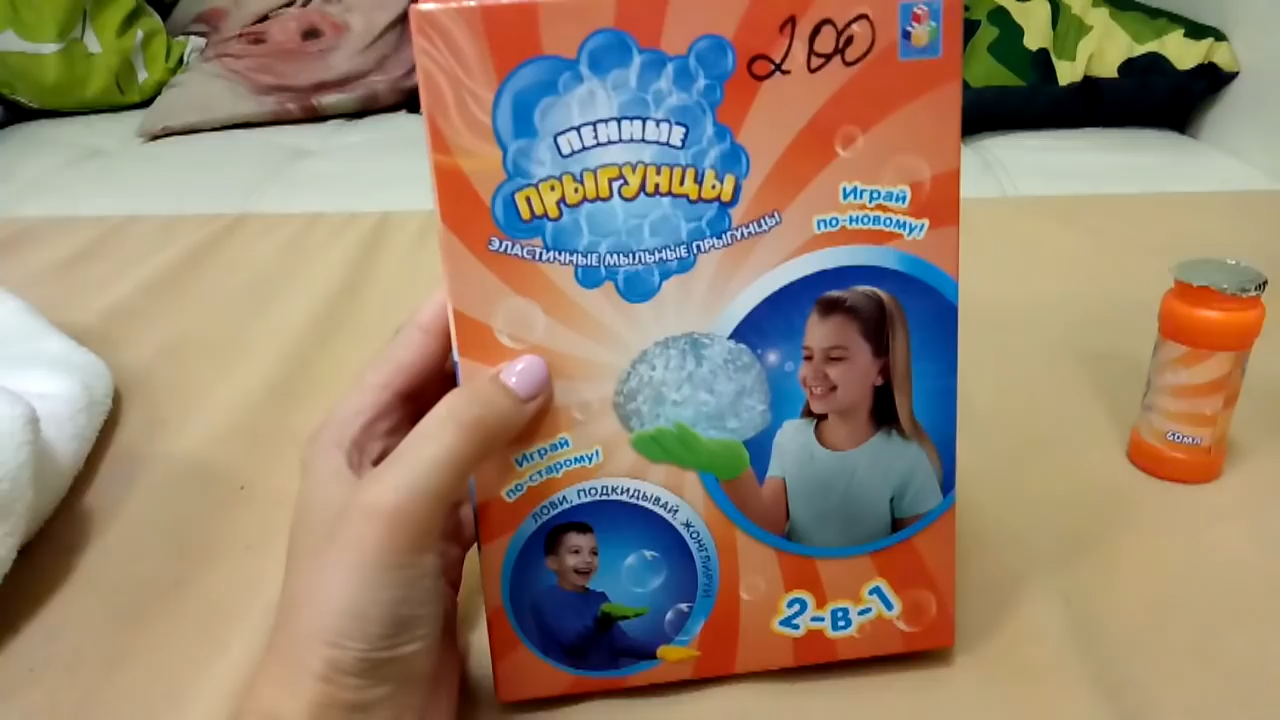 200
ПЕННЫЕ
ПРЫГУНЦЫ
ЭЛАСТИЧНЫЕ МЫЛЬНЫЕ ПРЫГУНЦЫ
Играй
по-новому!
Играй
по-старому!
ЛОВИ, ПОДКИДЫВАЙ, ЖОНГЛИРУЙ
2-в-1
60мл